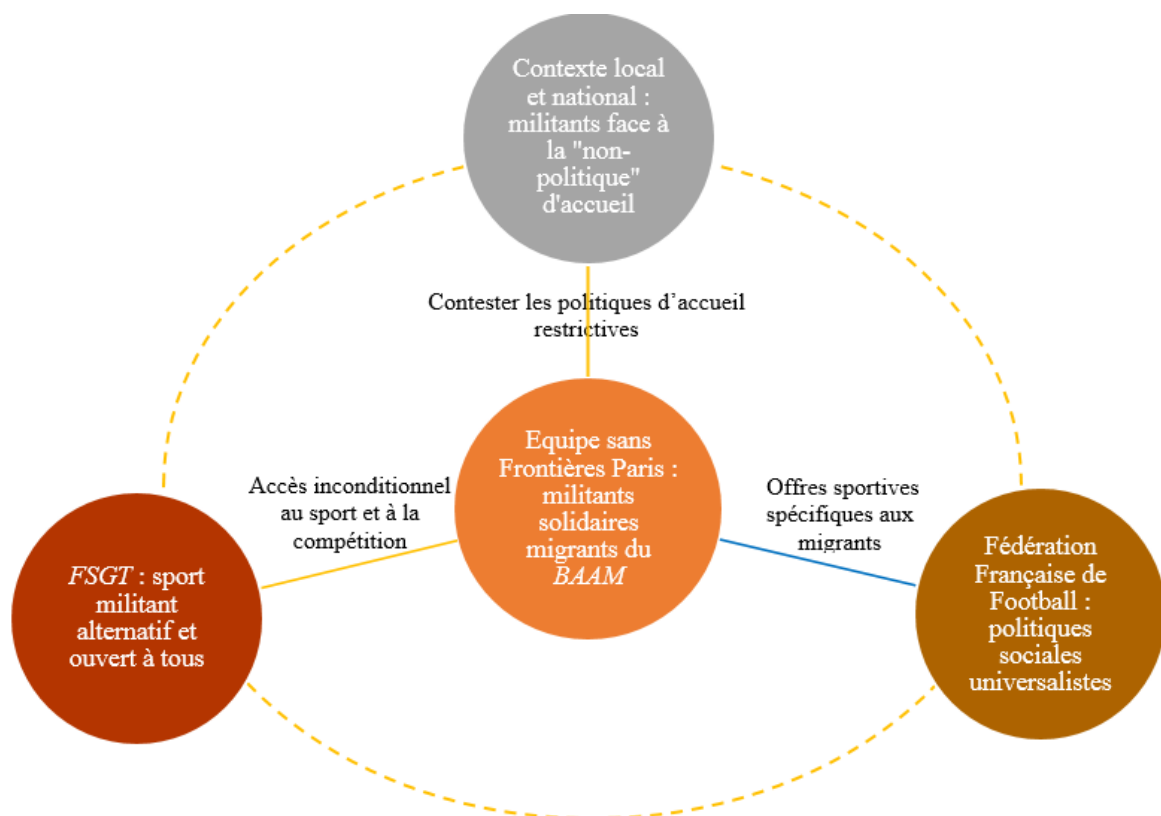 Contexte local
et national :
militants face à
la "non-
politique"
d'accueil
Contester les politiques d’accueil
restrictives
Equipe sans
Frontières Paris :
militants
solidaires
migrants du
BAAM
Accès inconditionnel
au sport et à la
compétition
Offres sportives
spécifiques aux
migrants
FSGT : sport
militant
alternatif et
ouvert à tous
Fédération
Française de
Football :
politiques
sociales
universalistes